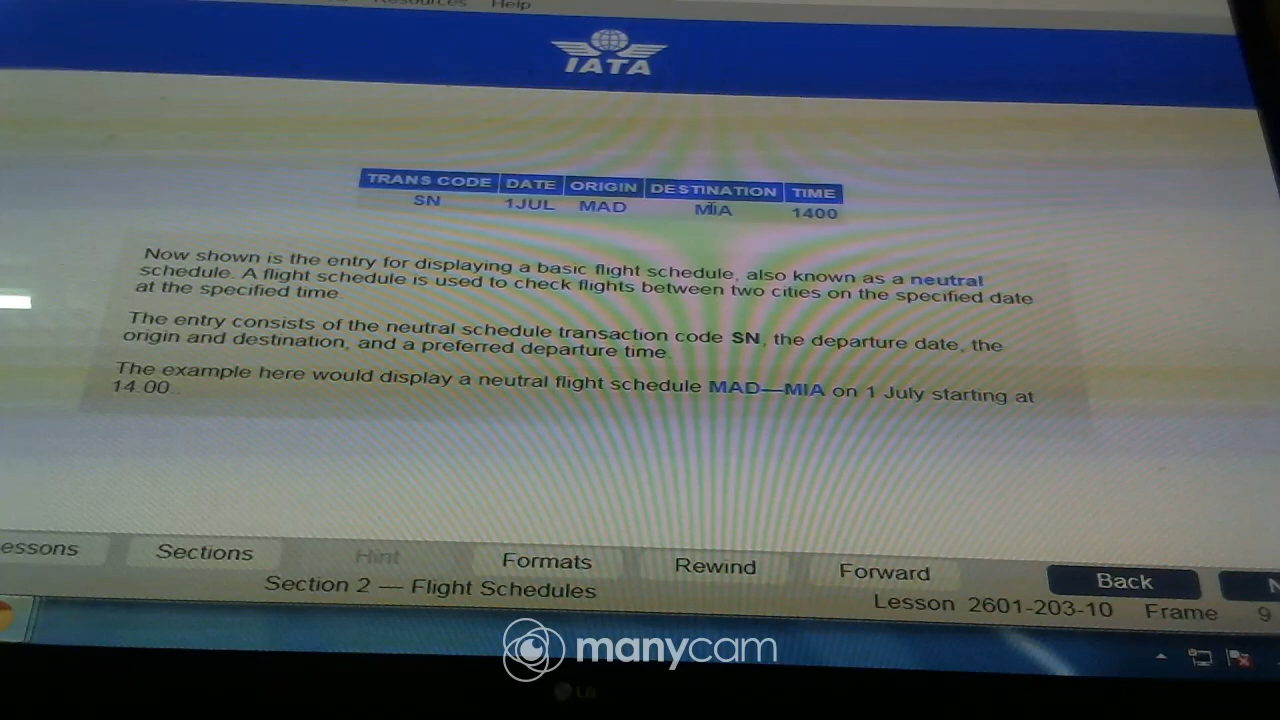 Resources Help
IATA
TRANS CODE DATE ORIGIN DESTINATION TIME
SN 1JUL MAD MIA 1400
Now shown is the entry for displaying a basic flight schedule, also known as a neutral
schedule. A flight schedule is used to check flights between two cities on the specified date
at the specified time.
The entry consists of the neutral schedule transaction code SN, the departure date, the
origin and destination, and a preferred departure time.
The example here would display a neutral flight schedule MAD—MIA on 1 July starting at
14.00.
essons Sections Hint Formats Rewind Forward Back N
Section 2 — Flight Schedules Lesson 2601-203-10 Frame 9
manycam
LG